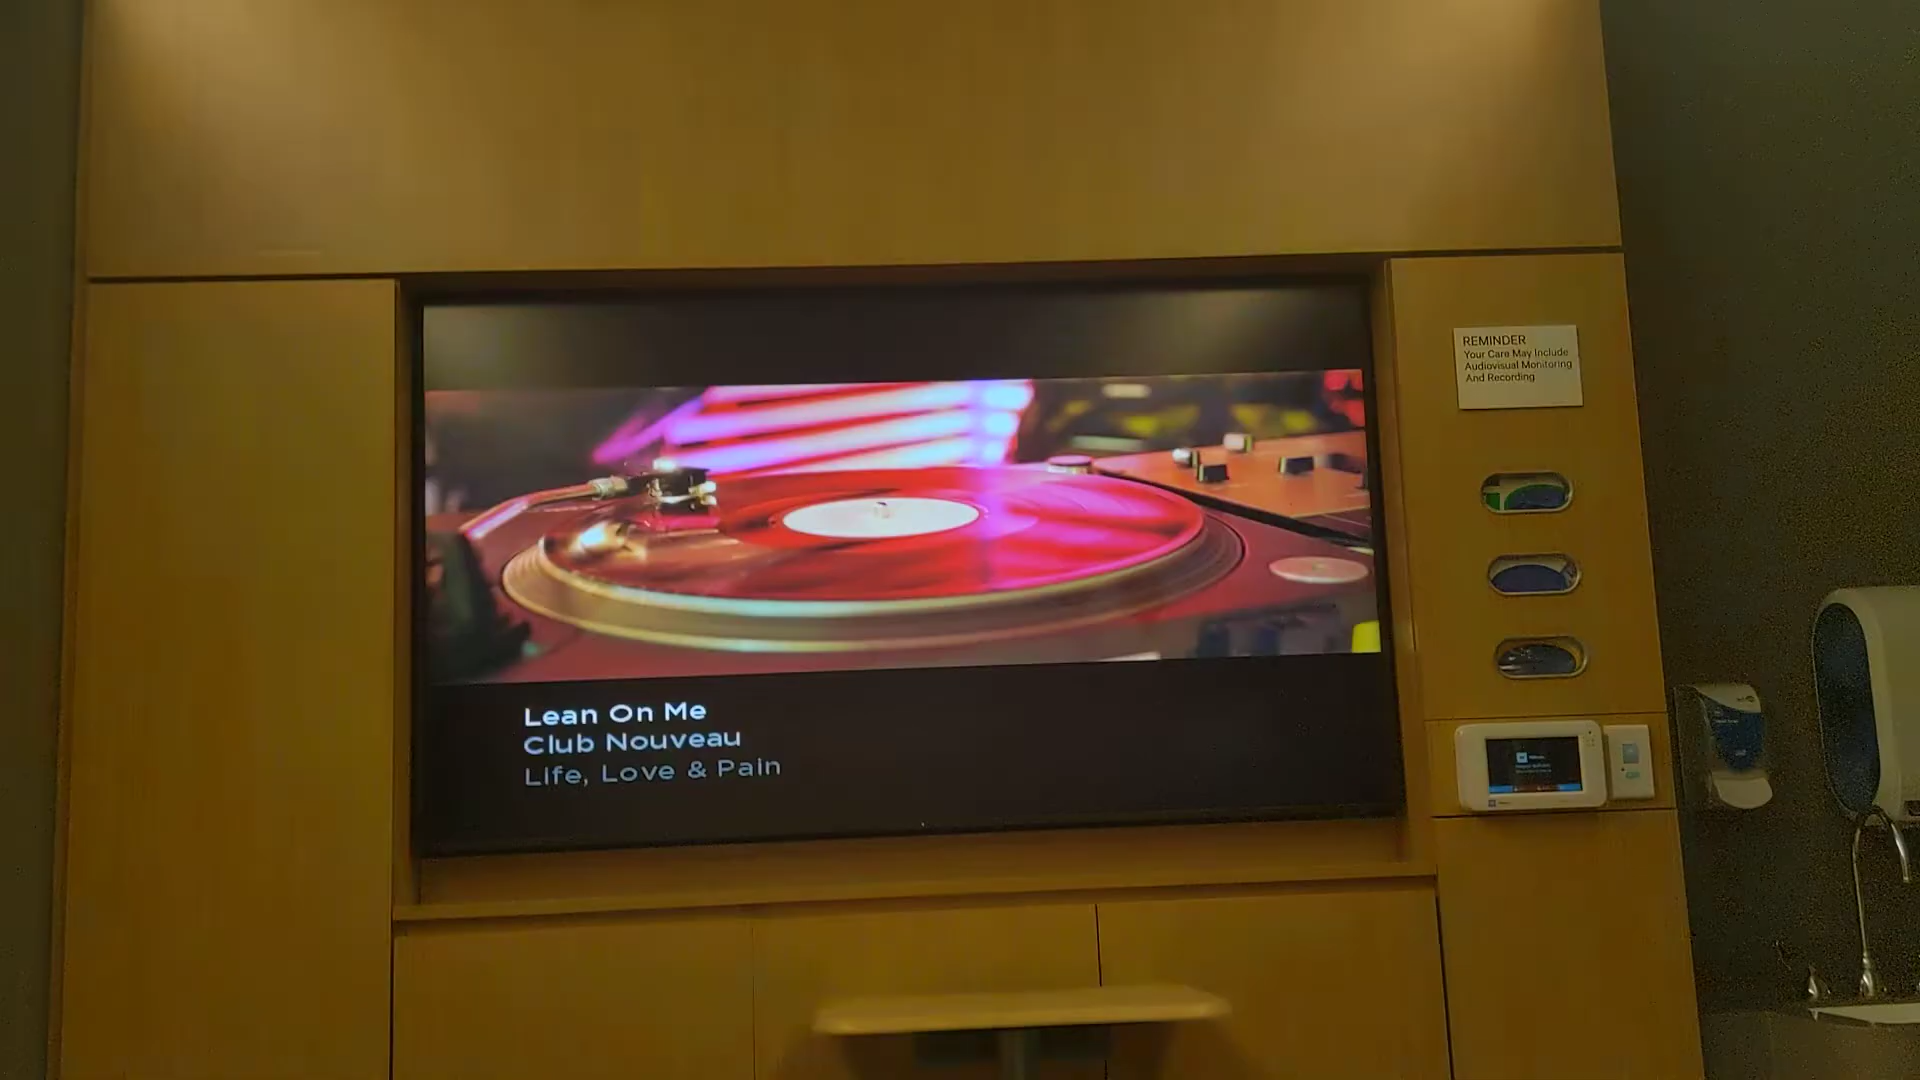 REMINDER
Your Care May Include
Audiovisual Monitoring
And Recording
Lean On Me
Club Nouveau
Life, Love & Pain